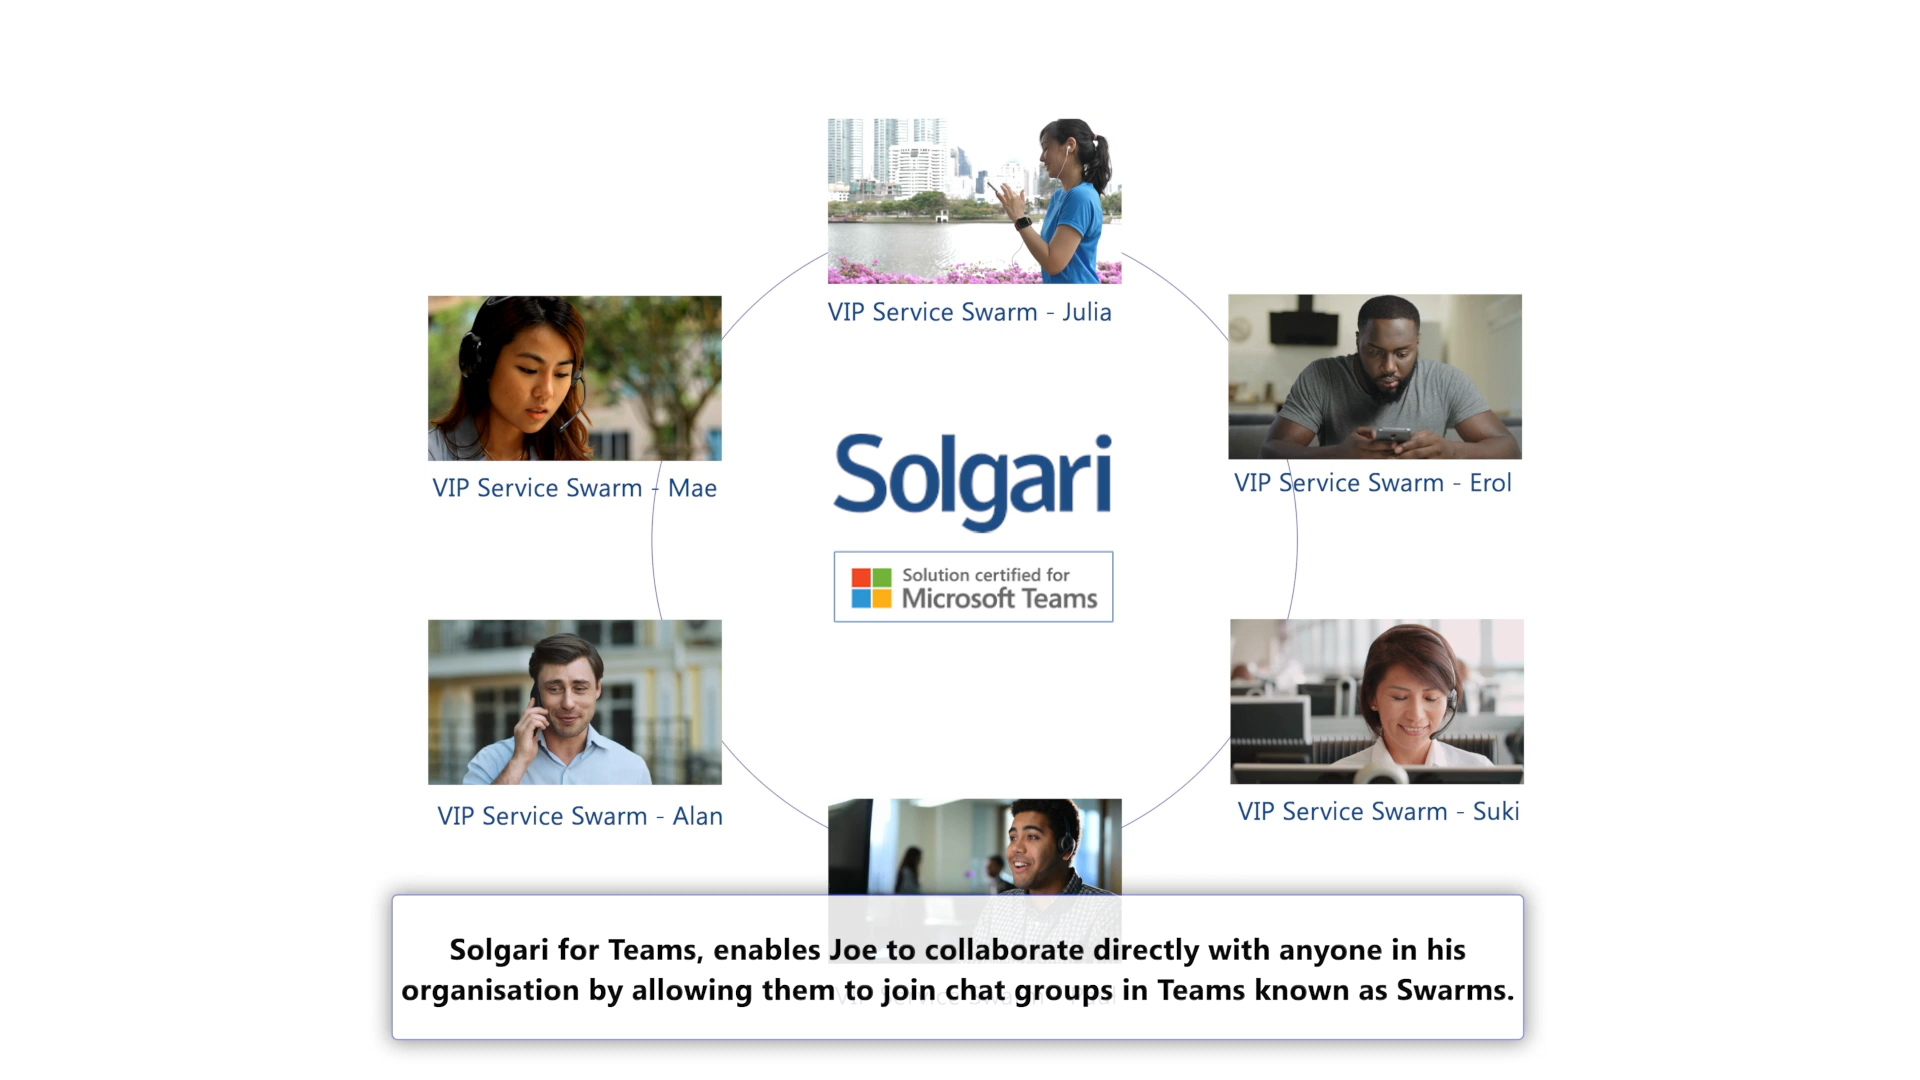 VIP Service Swarm - Julia
VIP Service Swarm - Mae
VIP Service Swarm - Erol
Solgari
Solution certified for
Microsoft Teams
VIP Service Swarm - Alan
VIP Service Swarm - Suki
Solgari for Teams, enables Joe to collaborate directly with anyone in his
organisation by allowing them to join chat groups in Teams known as Swarms.